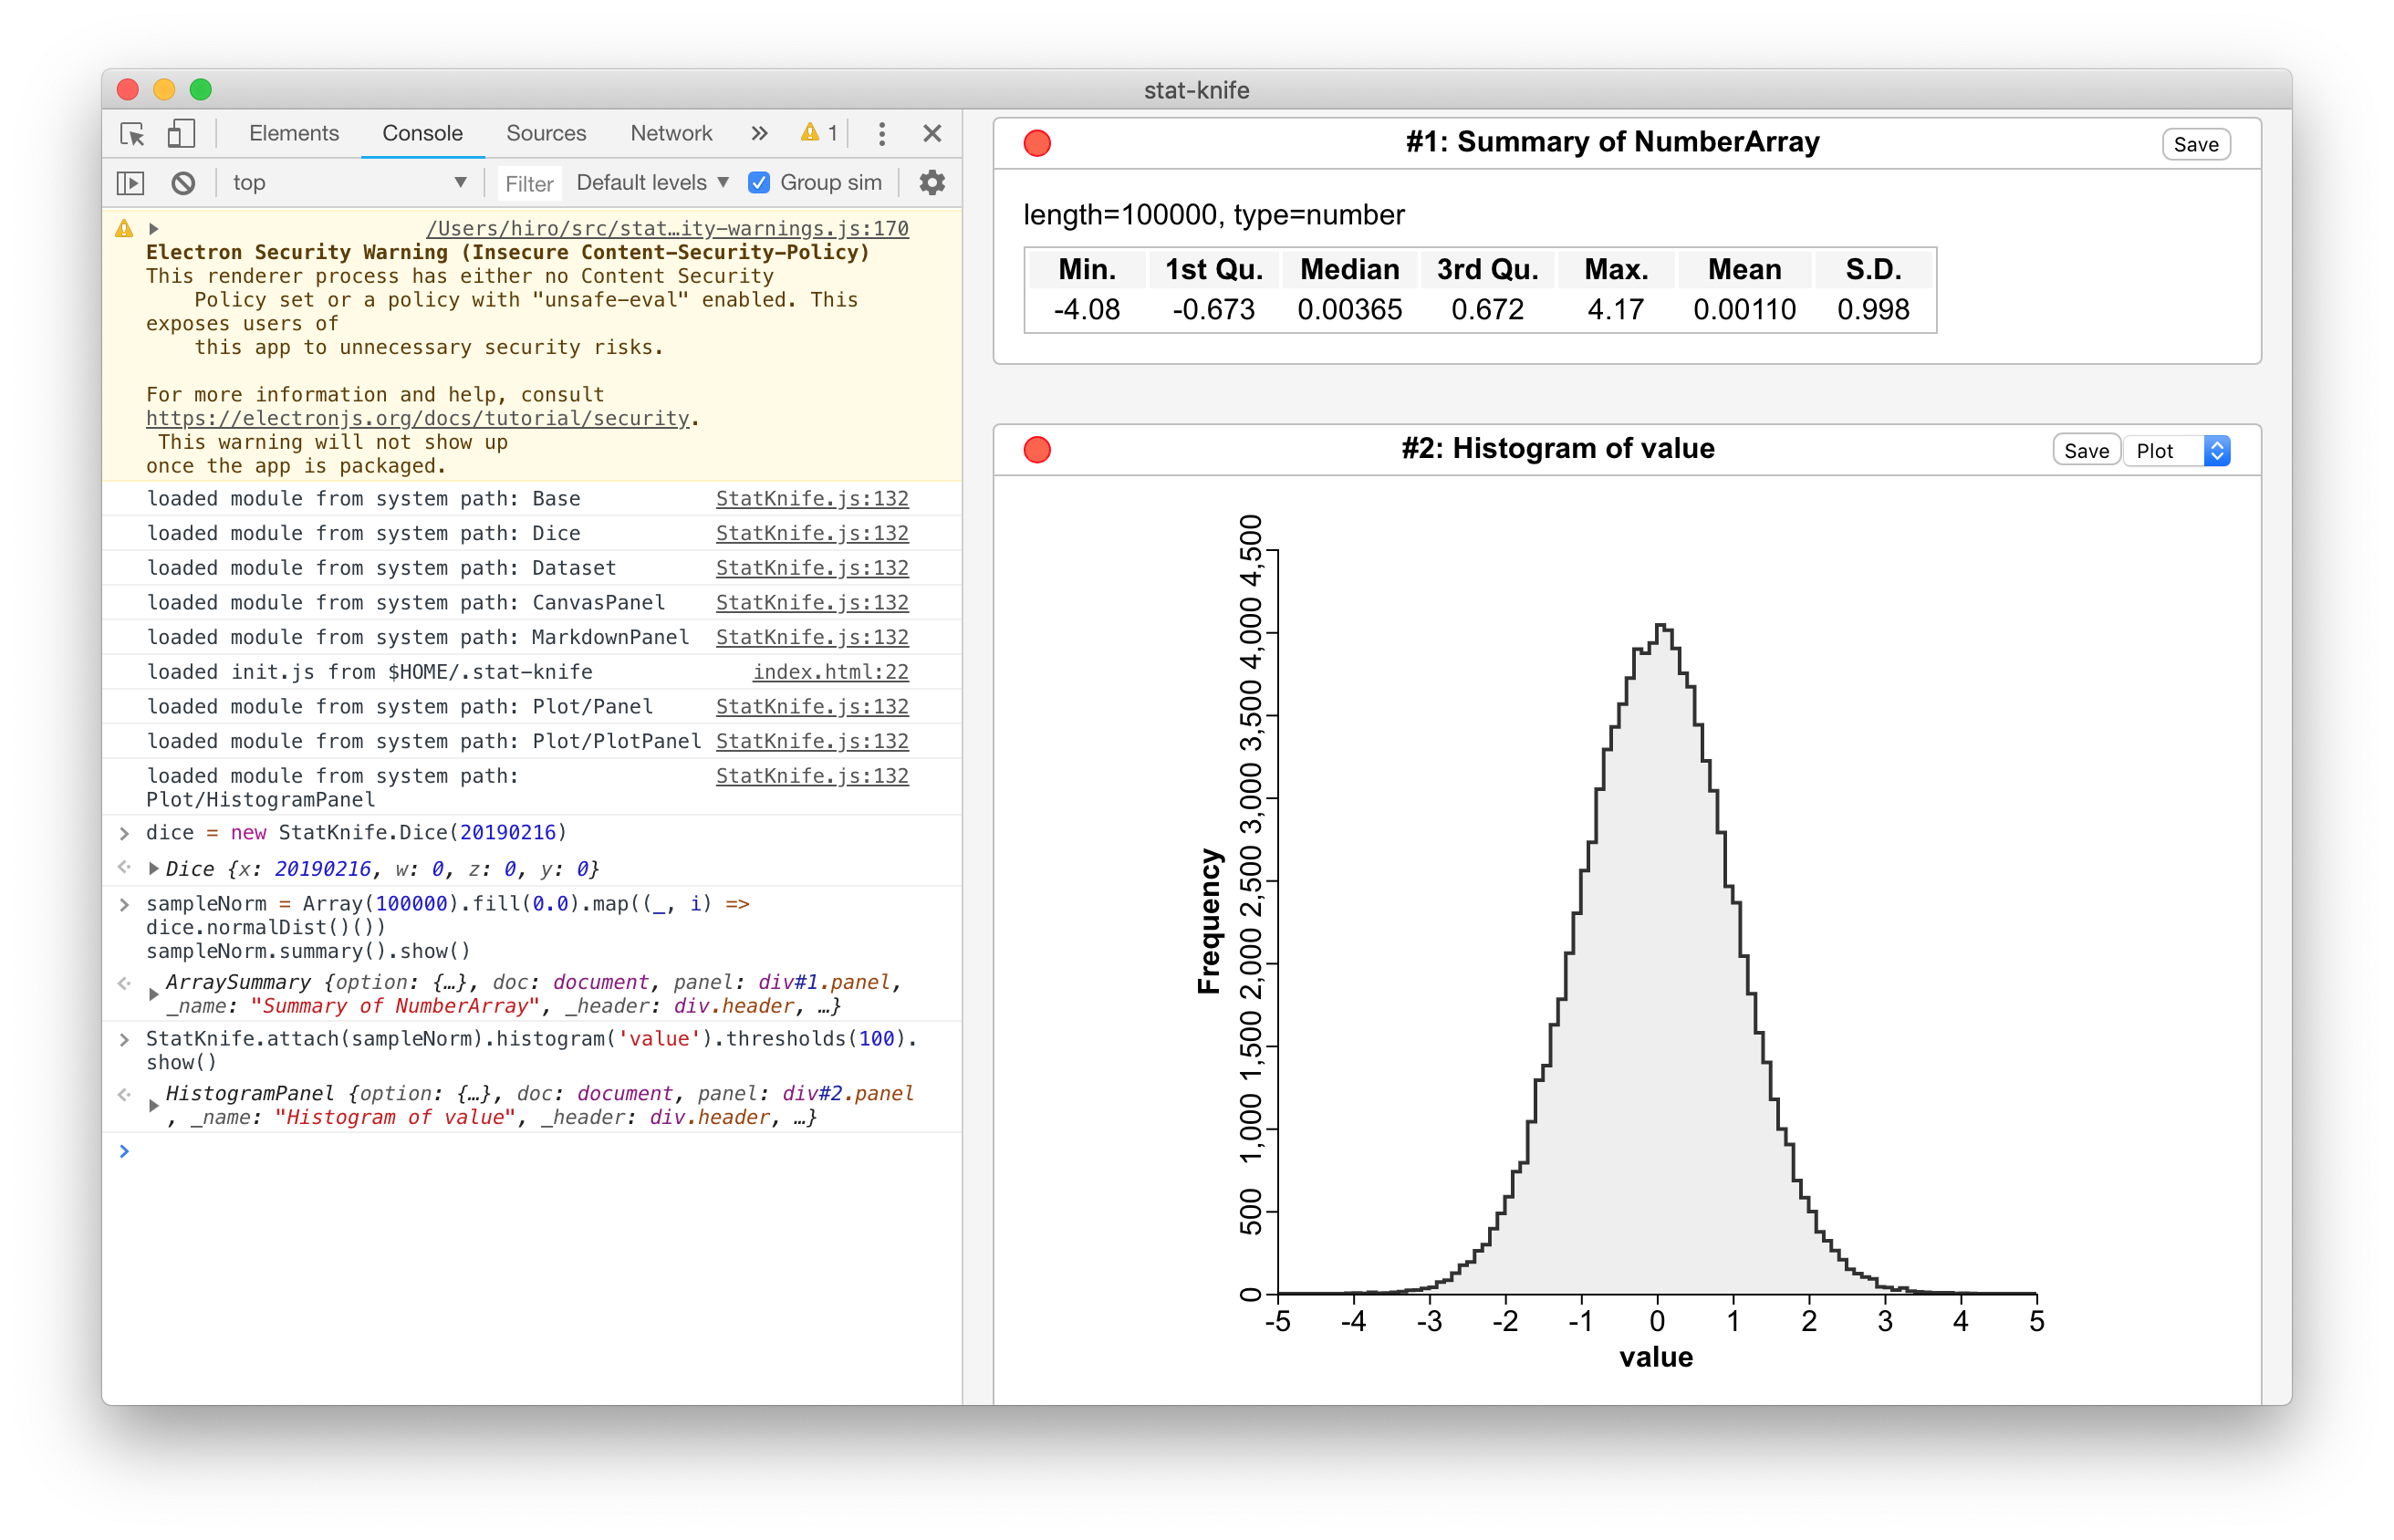 stat-knife
Elements Console Sources Network » 1
top Filter Default levels Group sim
/Users/hiro/src/stat…ity-warnings.js:170
Electron Security Warning (Insecure Content-Security-Policy)
This renderer process has either no Content Security
Policy set or a policy with "unsafe-eval" enabled. This
exposes users of
this app to unnecessary security risks.
For more information and help, consult
https://electronjs.org/docs/tutorial/security.
This warning will not show up
once the app is packaged.
loaded module from system path: Base StatKnife.js:132
loaded module from system path: Dice StatKnife.js:132
loaded module from system path: Dataset StatKnife.js:132
loaded module from system path: CanvasPanel StatKnife.js:132
loaded module from system path: MarkdownPanel StatKnife.js:132
loaded init.js from $HOME/.stat-knife index.html:22
loaded module from system path: Plot/Panel StatKnife.js:132
loaded module from system path: Plot/PlotPanel StatKnife.js:132
loaded module from system path: StatKnife.js:132
Plot/HistogramPanel
> dice = new StatKnife.Dice(20190216)
Dice {x: 20190216, w: 0, z: 0, y: 0}
> sampleNorm = Array(100000).fill(0.0).map((_, i) =>
dice.normalDist()())
sampleNorm.summary().show()
ArraySummary {option: {…}, doc: document, panel: div#1.panel,
_name: "Summary of NumberArray", _header: div.header, …}
> StatKnife.attach(sampleNorm).histogram('value').thresholds(100).
show()
HistogramPanel {option: {…}, doc: document, panel: div#2.panel
, _name: "Histogram of value", _header: div.header, …}
>
#1: Summary of NumberArray Save
length=100000, type=number
Min. 1st Qu. Median 3rd Qu. Max. Mean S.D.
-4.08 -0.673 0.00365 0.672 4.17 0.00110 0.998
#2: Histogram of value Save Plot
Frequency
4,500
4,000
3,500
3,000
2,500
2,000
1,500
1,000
500
0
-5 -4 -3 -2 -1 0 1 2 3 4 5
value